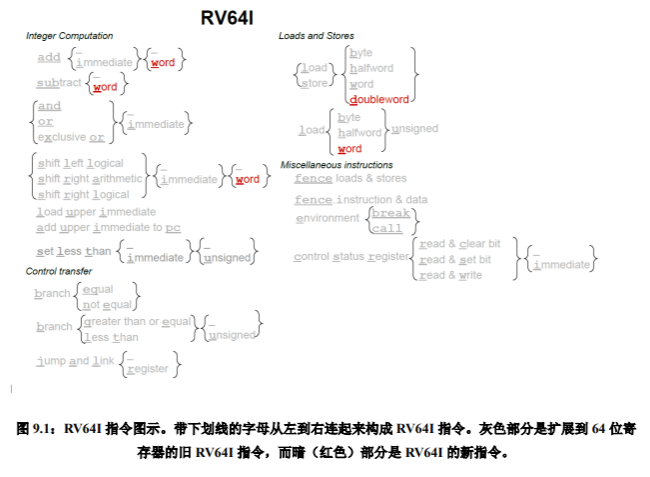 RV64I
Integer Computation
add { _ immediate } { _ word }
subtract { _ word }
{ and
or
exclusive or } { _ immediate }
{ shift left logical
shift right arithmetic
shift right logical } { _ immediate } { _ word }
load upper immediate
add upper immediate to pc
set less than { _ immediate } { _ unsigned }
Control transfer
branch { equal
not equal }
branch { greater than or equal
less than } { _ unsigned }
jump and link { _ register }
Loads and Stores
{ load
store } { byte
halfword
word
doubleword }
load { byte
halfword
word } unsigned
Miscellaneous instructions
fence loads & stores
fence.instruction & data
environment { break
call }
control status register { read & clear bit
read & set bit
read & write } { _ immediate }
图 9.1：RV64I 指令图示。带下划线的字母从左到右连起来构成 RV64I 指令。灰色部分是扩展到 64 位寄
存器的旧 RV64I 指令，而暗（红色）部分是 RV64I 的新指令。